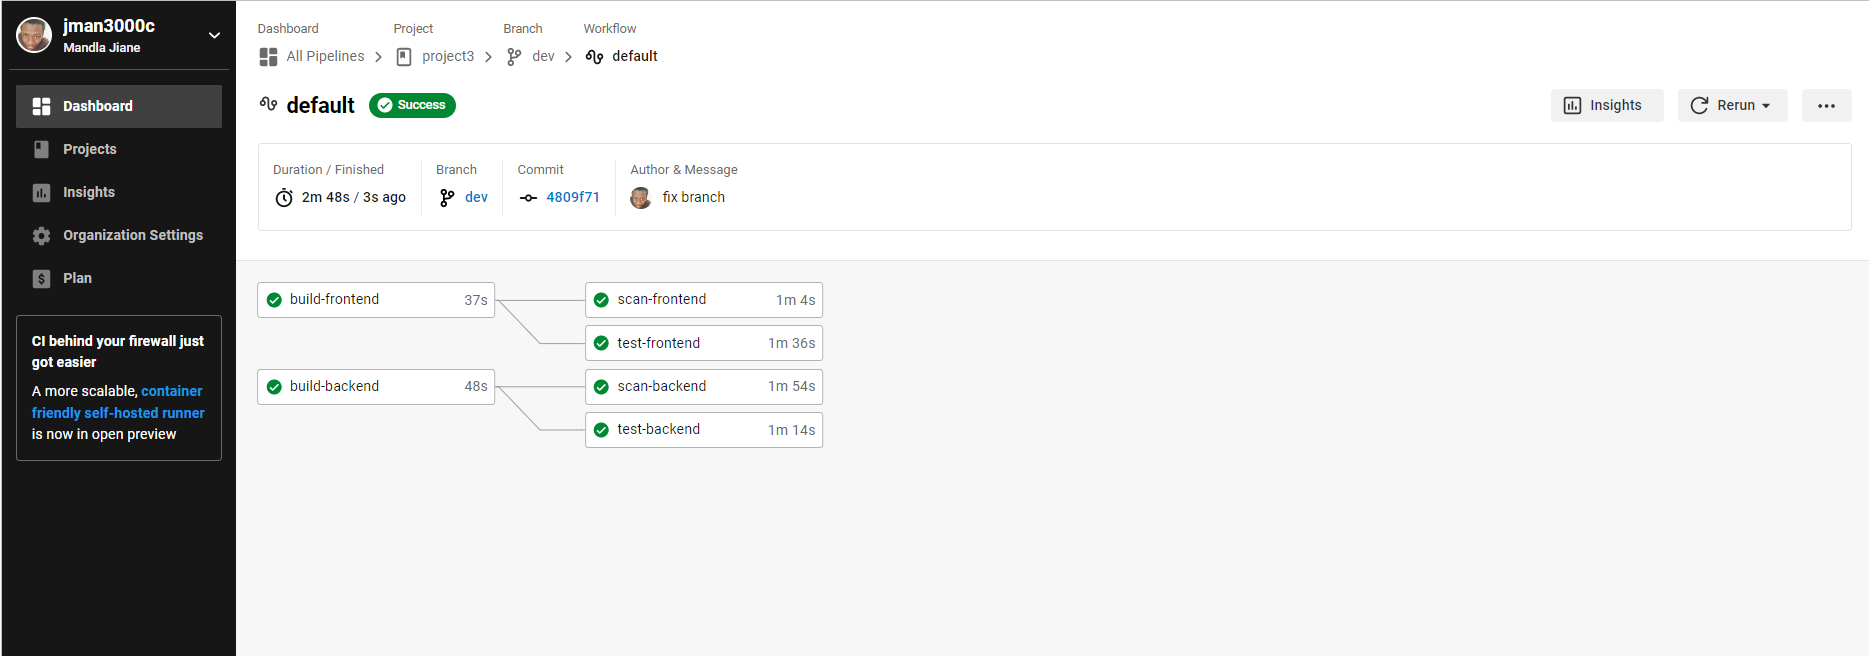 jman3000c
Mandla Jiane
Dashboard
Projects
Insights
Organization Settings
Plan
CI behind your firewall just
got easier
A more scalable, container
friendly self-hosted runner
is now in open preview
Dashboard Project Branch Workflow
All Pipelines project3 dev default
default Success
Insights Rerun
Duration / Finished Branch Commit Author & Message
2m 48s / 3s ago dev 4809f71 fix branch
build-frontend 37s scan-frontend 1m 4s
test-frontend 1m 36s
build-backend 48s scan-backend 1m 54s
test-backend 1m 14s